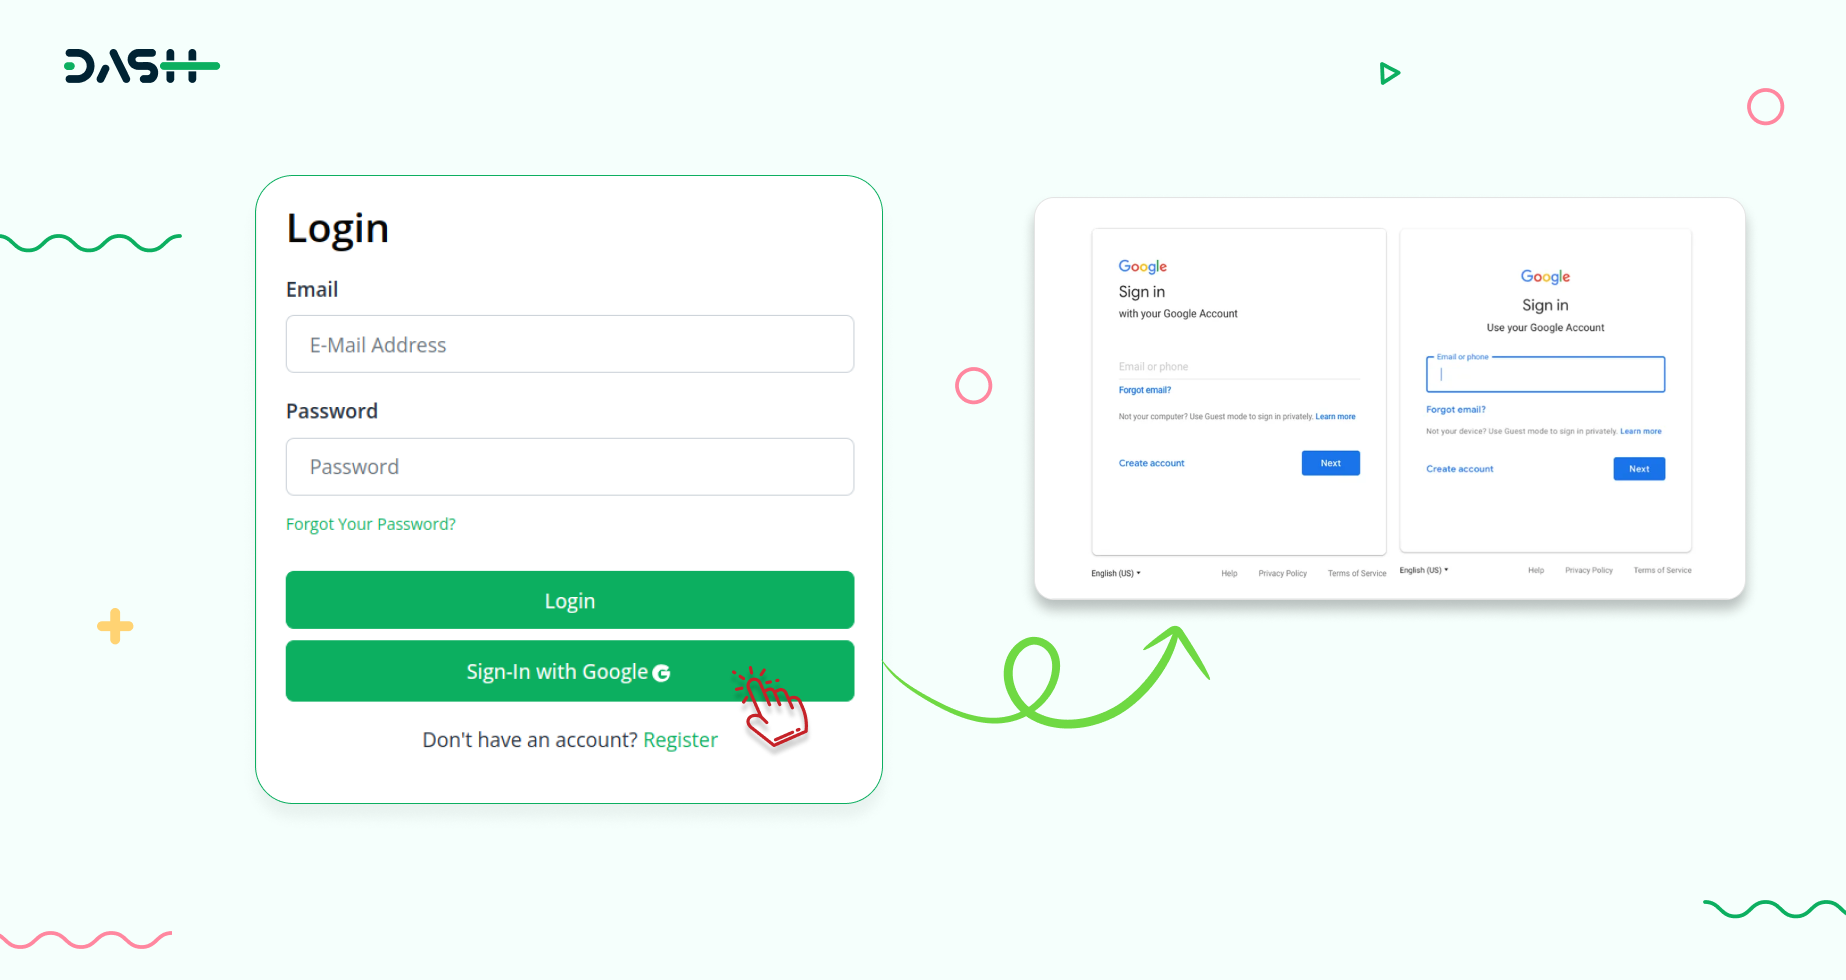 DASH
Login
Email
E-Mail Address
Password
Password
Forgot Your Password?
Login
Sign-In with Google G
Don't have an account? Register
Google
Sign in
with your Google Account
Email or phone
Forgot email?
Not your computer? Use Guest mode to sign in privately. Learn more
Create account
Next
English (US)
Help
Privacy Policy
Terms of Service
Google
Sign in
Use your Google Account
Email or phone
Forgot email?
Not your device? Use Guest mode to sign in privately. Learn more
Create account
Next
English (US)
Help
Privacy Policy
Terms of Service